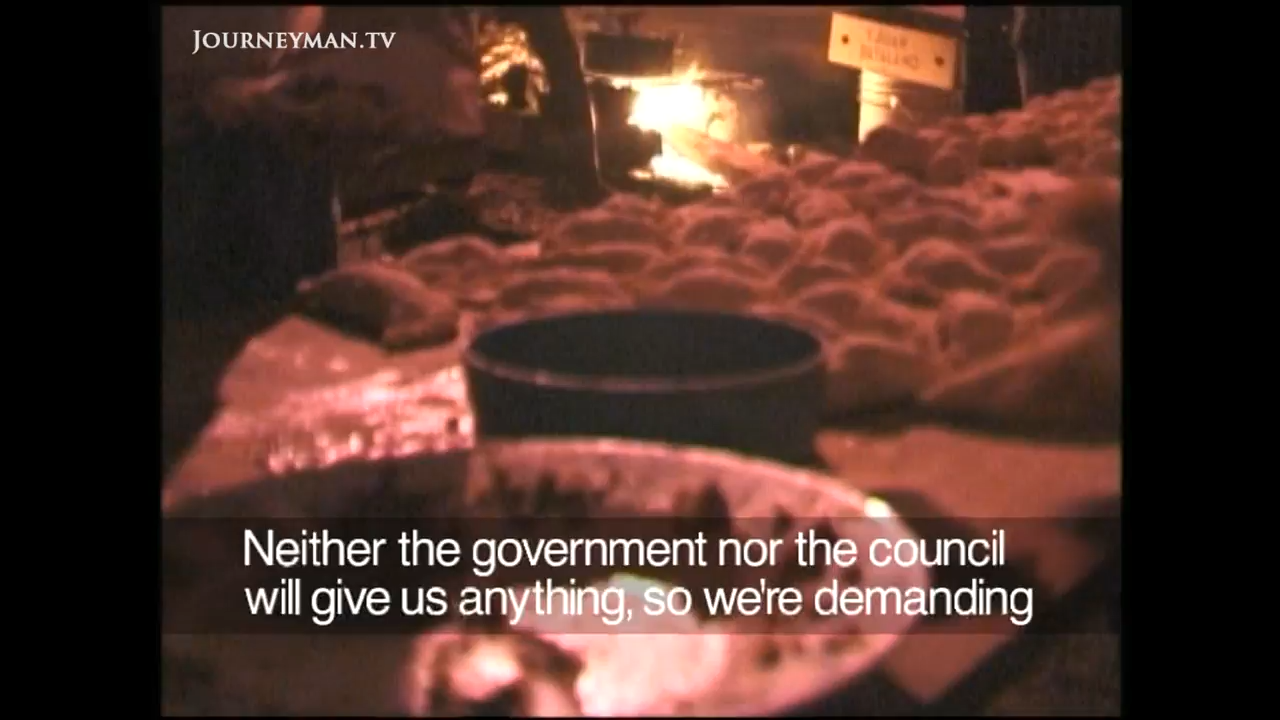 JOURNEYMAN.TV
Neither the government nor the council
will give us anything, so we're demanding